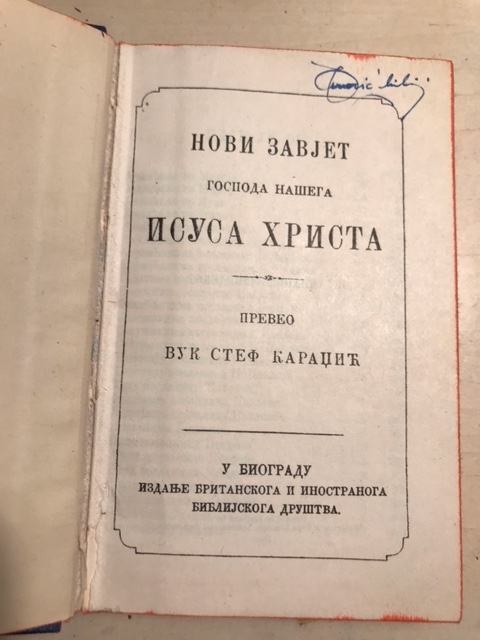 НОВИ ЗАВЈЕТ
ГОСПОДА НАШЕГА
ИСУСА ХРИСТА
ПРЕВЕО
ВУК СТЕФ КАРАЏИЋ
У БИОГРАДУ
ИЗДАЊЕ БРИТАНСКОГА И ИНОСТРАНОГА
БИБЛИЈСКОГА ДРУШТВА.